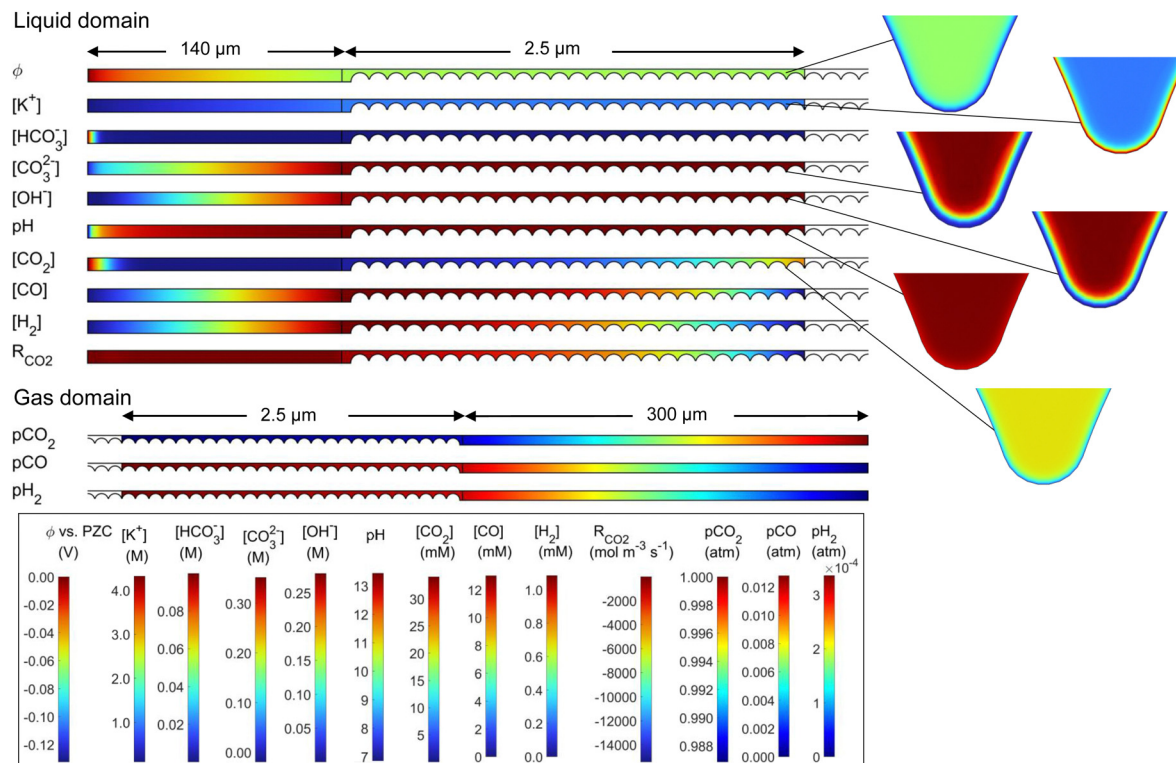 Liquid domain
140 µm 2.5 µm
ϕ
[K⁺]
[HCO₃⁻]
[CO₃²⁻]
[OH⁻]
pH
[CO₂]
[CO]
[H₂]
R_CO2
Gas domain
2.5 µm 300 µm
pCO₂
pCO
pH₂
ϕ vs. PZC [K⁺] [HCO₃⁻] [CO₃²⁻] [OH⁻] pH [CO₂] [CO] [H₂] R_CO2 pCO₂ pCO pH₂
(V) (M) (M) (M) (M) (mM) (mM) (mM) (mol m⁻³ s⁻¹) (atm) (atm) (atm)
×10⁻⁴
0.00 -0.02 -0.04 -0.06 -0.08 -0.10 -0.12
4.0 3.0 2.0 1.0
0.08 0.06 0.04 0.02
0.30 0.20 0.10 0.00
0.25 0.20 0.15 0.10 0.05
13 12 11 10 9 8 7
30 25 20 15 10 5
12 10 8 6 4 2 0
1.0 0.8 0.6 0.4 0.2 0.0
-2000 -4000 -6000 -8000 -10000 -12000 -14000
1.000 0.998 0.996 0.994 0.992 0.990 0.988
0.012 0.010 0.008 0.006 0.004 0.002 0.000
3 2 1 0